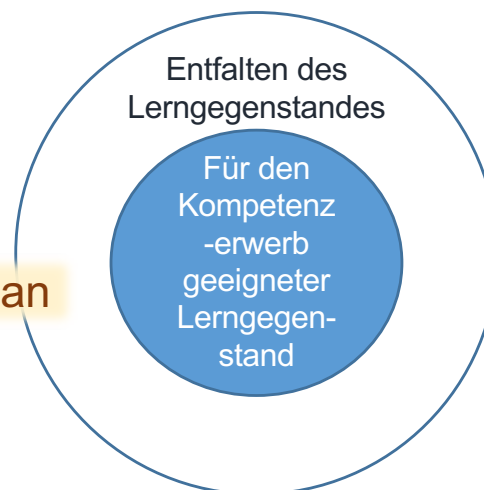 Entfalten des
Lerngegenstandes
Für den
Kompetenz
-erwerb
geeigneter
an
Lerngegen-
stand